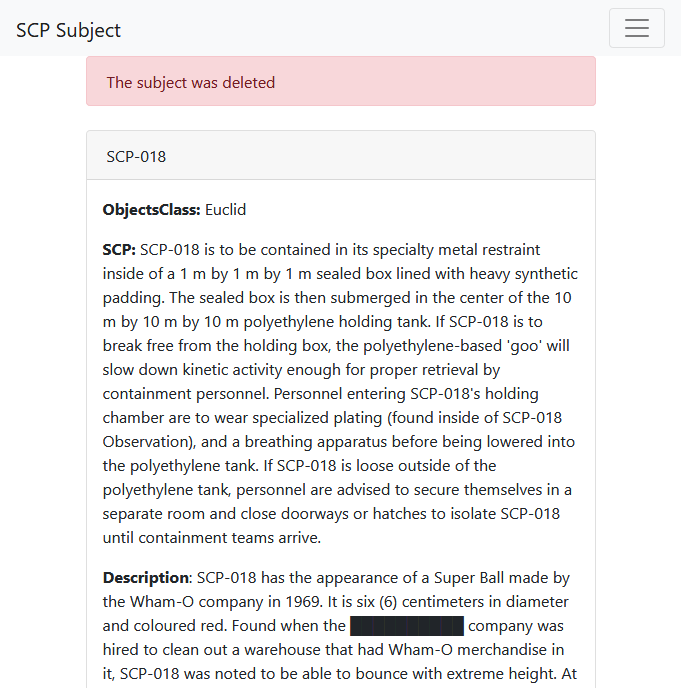 SCP Subject
The subject was deleted
SCP-018
ObjectsClass: Euclid
SCP: SCP-018 is to be contained in its specialty metal restraint
inside of a 1 m by 1 m by 1 m sealed box lined with heavy synthetic
padding. The sealed box is then submerged in the center of the 10
m by 10 m by 10 m polyethylene holding tank. If SCP-018 is to
break free from the holding box, the polyethylene-based 'goo' will
slow down kinetic activity enough for proper retrieval by
containment personnel. Personnel entering SCP-018's holding
chamber are to wear specialized plating (found inside of SCP-018
Observation), and a breathing apparatus before being lowered into
the polyethylene tank. If SCP-018 is loose outside of the
polyethylene tank, personnel are advised to secure themselves in a
separate room and close doorways or hatches to isolate SCP-018
until containment teams arrive.
Description: SCP-018 has the appearance of a Super Ball made by
the Wham-O company in 1969. It is six (6) centimeters in diameter
and coloured red. Found when the ██████████ company was
hired to clean out a warehouse that had Wham-O merchandise in
it, SCP-018 was noted to be able to bounce with extreme height. At